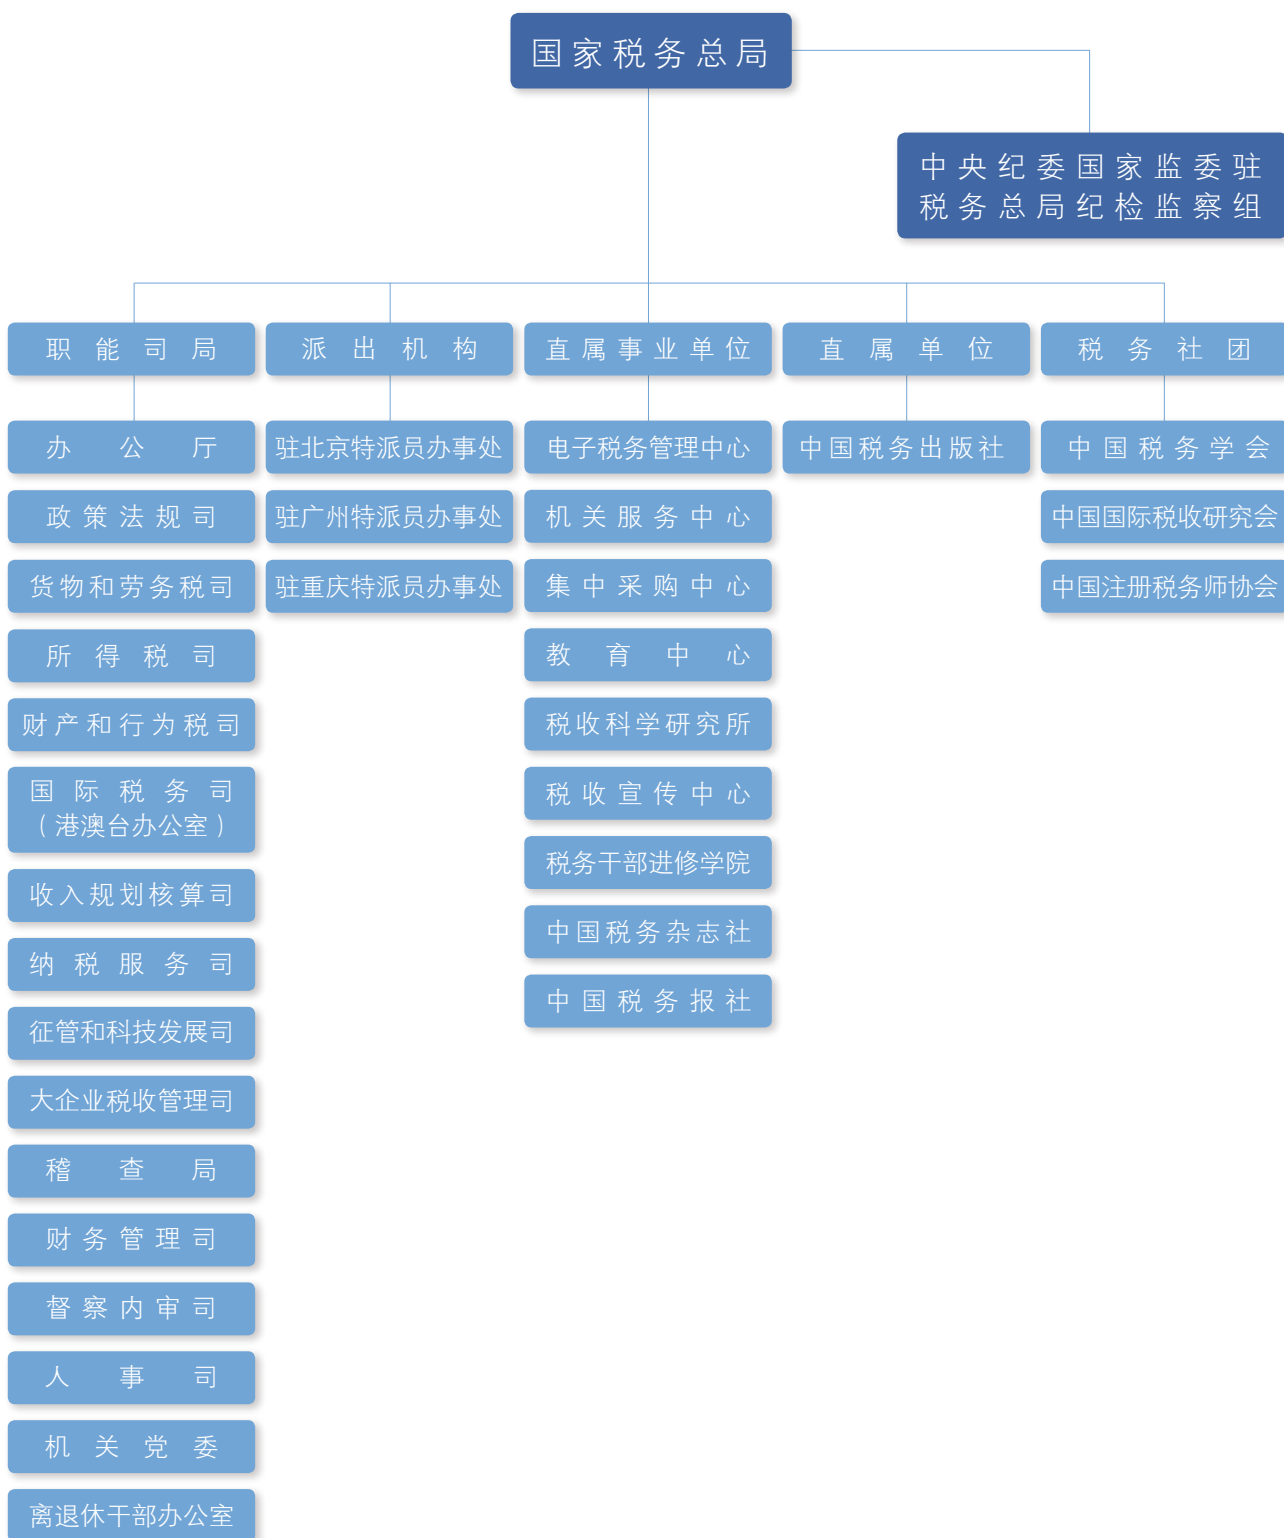 国家税务总局
中央纪委国家监委驻
税务总局纪检监察组
职能司局
派出机构
直属事业单位
直属单位
税务社团
办公厅
政策法规司
货物和劳务税司
所得税司
财产和行为税司
国际税务司
（港澳台办公室）
收入规划核算司
纳税服务司
征管和科技发展司
大企业税收管理司
稽查局
财务管理司
督察内审司
人事司
机关党委
离退休干部办公室
驻北京特派员办事处
驻广州特派员办事处
驻重庆特派员办事处
电子税务管理中心
机关服务中心
集中采购中心
教育中心
税收科学研究所
税收宣传中心
税务干部进修学院
中国税务杂志社
中国税务报社
中国税务出版社
中国税务学会
中国国际税收研究会
中国注册税务师协会